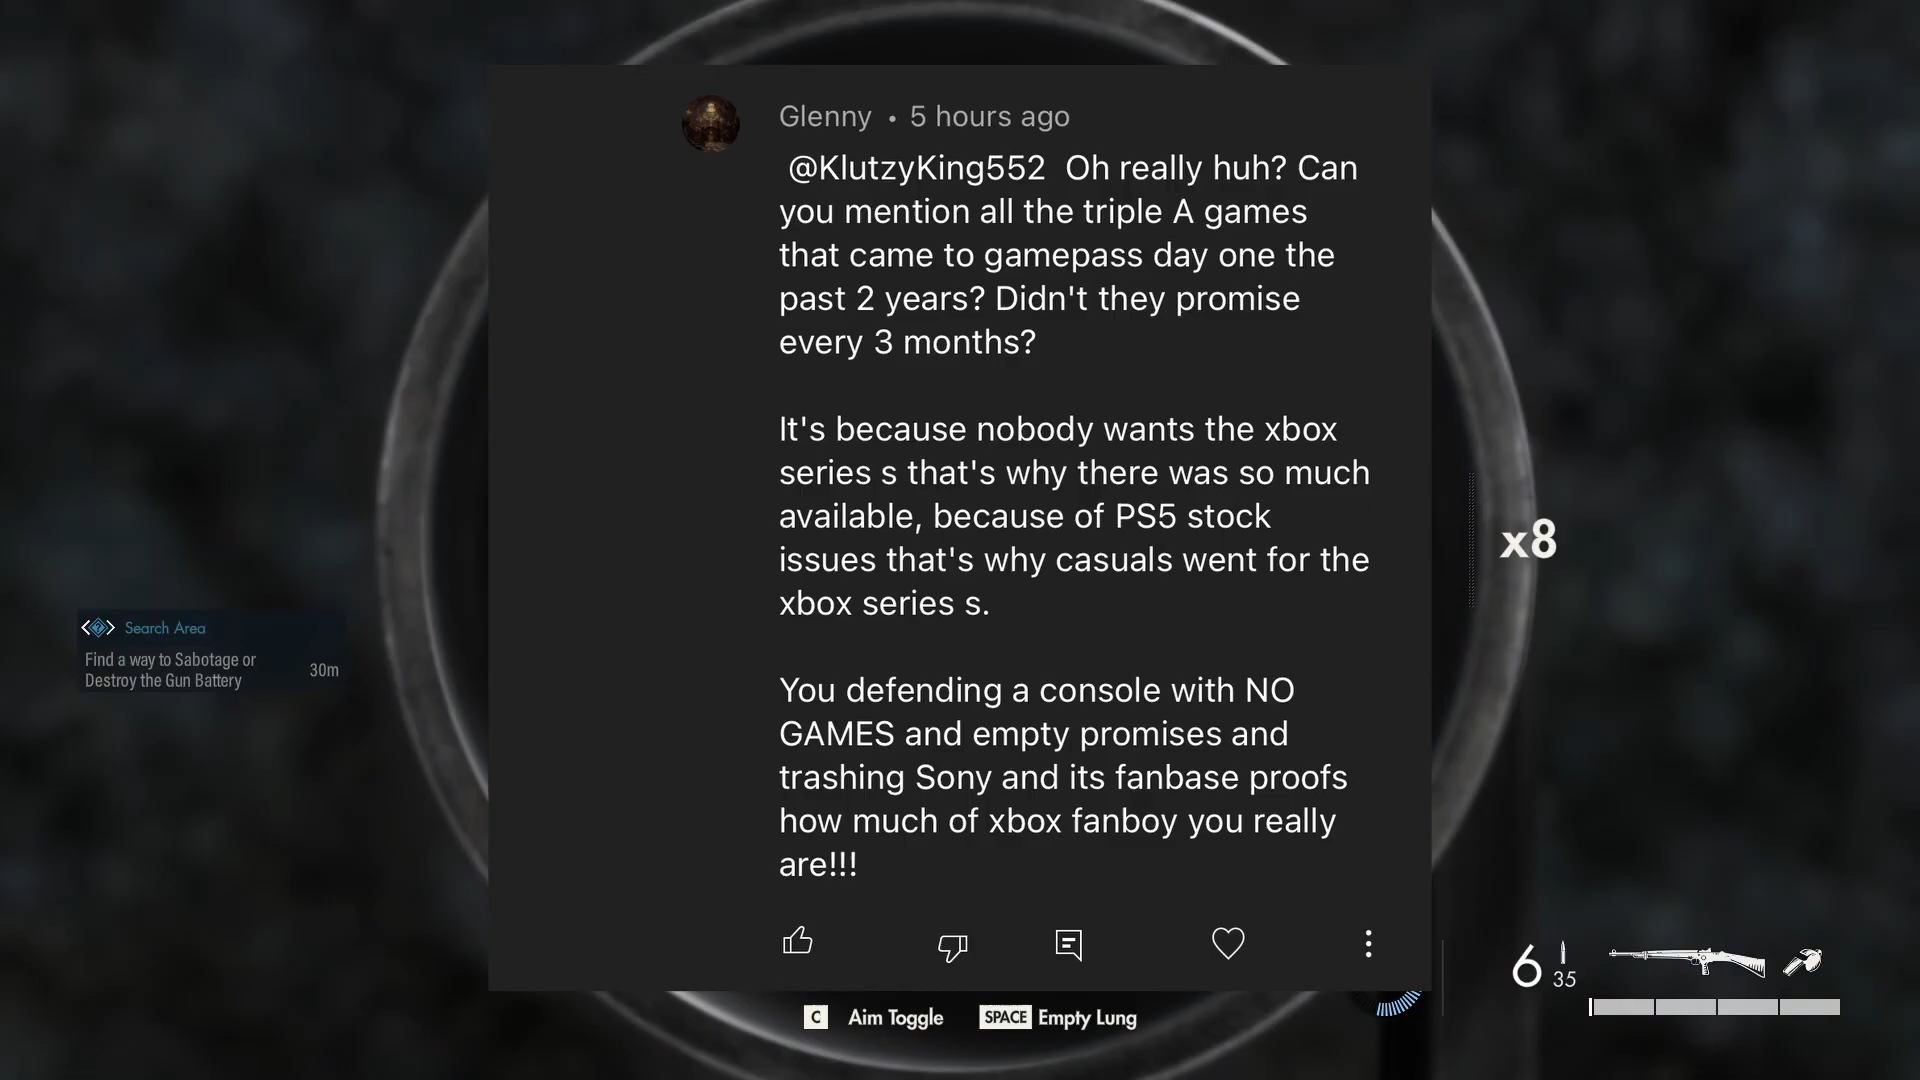 Glenny • 5 hours ago
@KlutzyKing552 Oh really huh? Can
you mention all the triple A games
that came to gamepass day one the
past 2 years? Didn't they promise
every 3 months?
It's because nobody wants the xbox
series s that's why there was so much
available, because of PS5 stock
issues that's why casuals went for the
xbox series s.
You defending a console with NO
GAMES and empty promises and
trashing Sony and its fanbase proofs
how much of xbox fanboy you really
are!!!
x8
Search Area
Find a way to Sabotage or
Destroy the Gun Battery
30m
6
35
C Aim Toggle SPACE Empty Lung